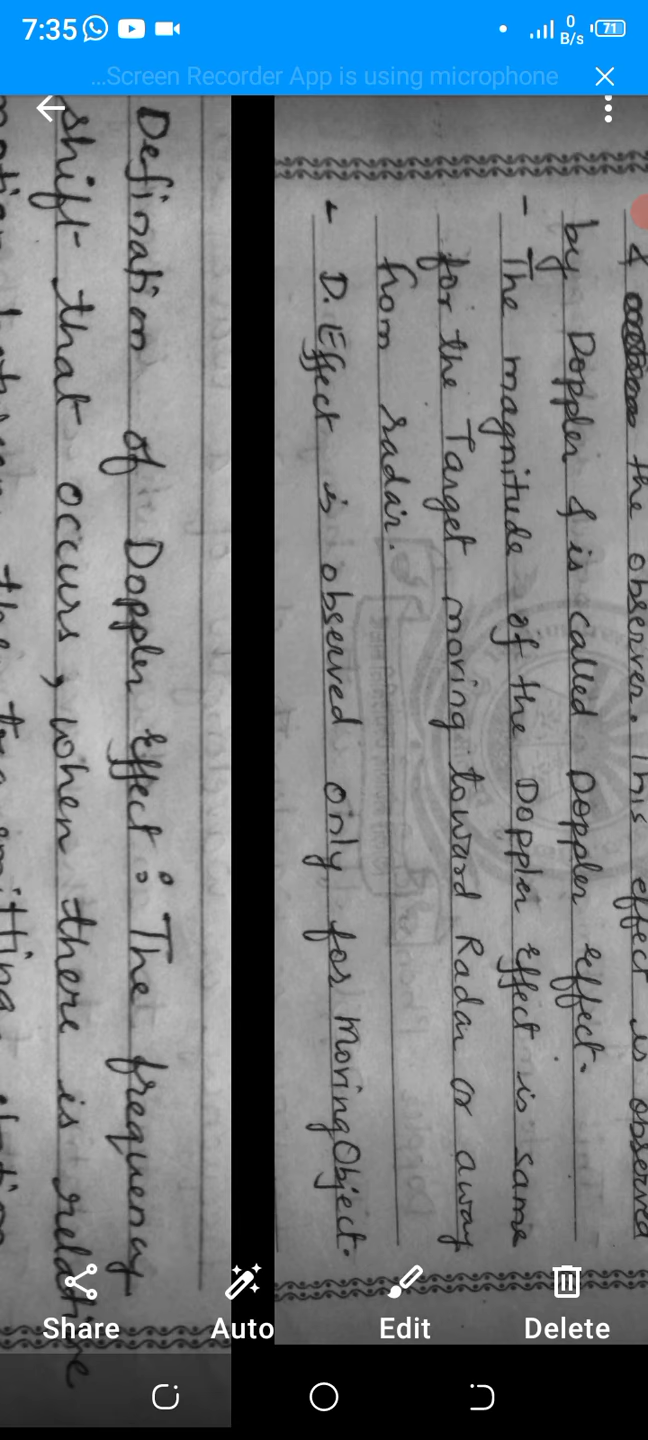 7:35
0 B/s
71
...Screen Recorder App is using microphone
& the observer. This effect is observed
by Doppler & is called Doppler effect.
- The magnitude of the Doppler effect is same
for the Target moving toward Radar or away
from radar.
- D. Effect is observed only for Moving Object.
Defination of Doppler Effect : The frequency
shift that occurs, when there is relative
Share
Auto
Edit
Delete